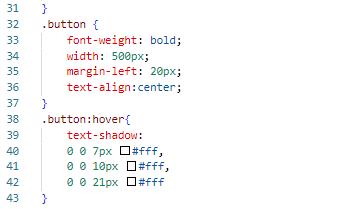 31 }
32 .button {
33 font-weight: bold;
34 width: 500px;
35 margin-left: 20px;
36 text-align:center;
37 }
38 .button:hover{
39 text-shadow:
40 0 0 7px #fff,
41 0 0 10px #fff,
42 0 0 21px #fff
43 }